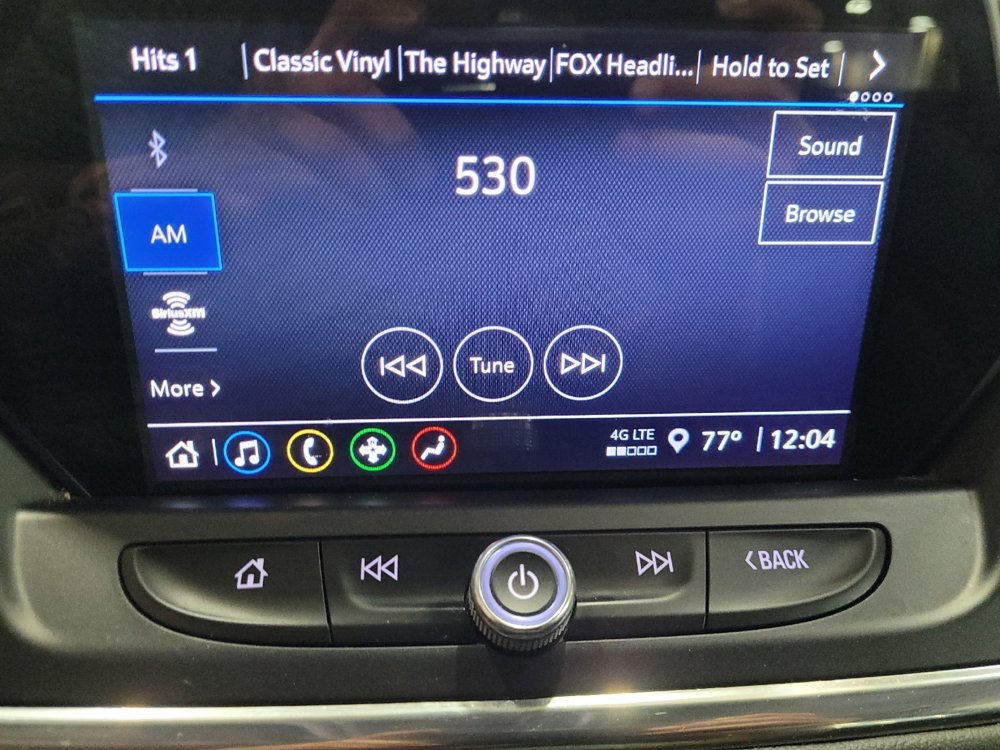 Hits 1 Classic Vinyl The Highway FOX Headli... Hold to Set
Sound
530
Browse
AM
SiriusXM
Tune
More
4G LTE 77° 12:04
BACK